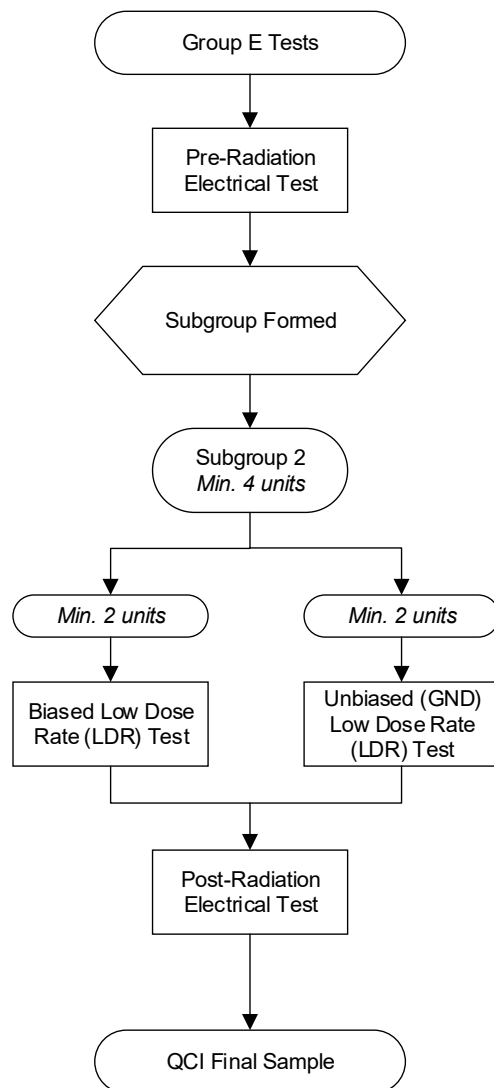 Group E Tests
Pre-Radiation
Electrical Test
Subgroup Formed
Subgroup 2
Min. 4 units
Min. 2 units
Min. 2 units
Biased Low Dose
Rate (LDR) Test
Unbiased (GND)
Low Dose Rate
(LDR) Test
Post-Radiation
Electrical Test
QCI Final Sample